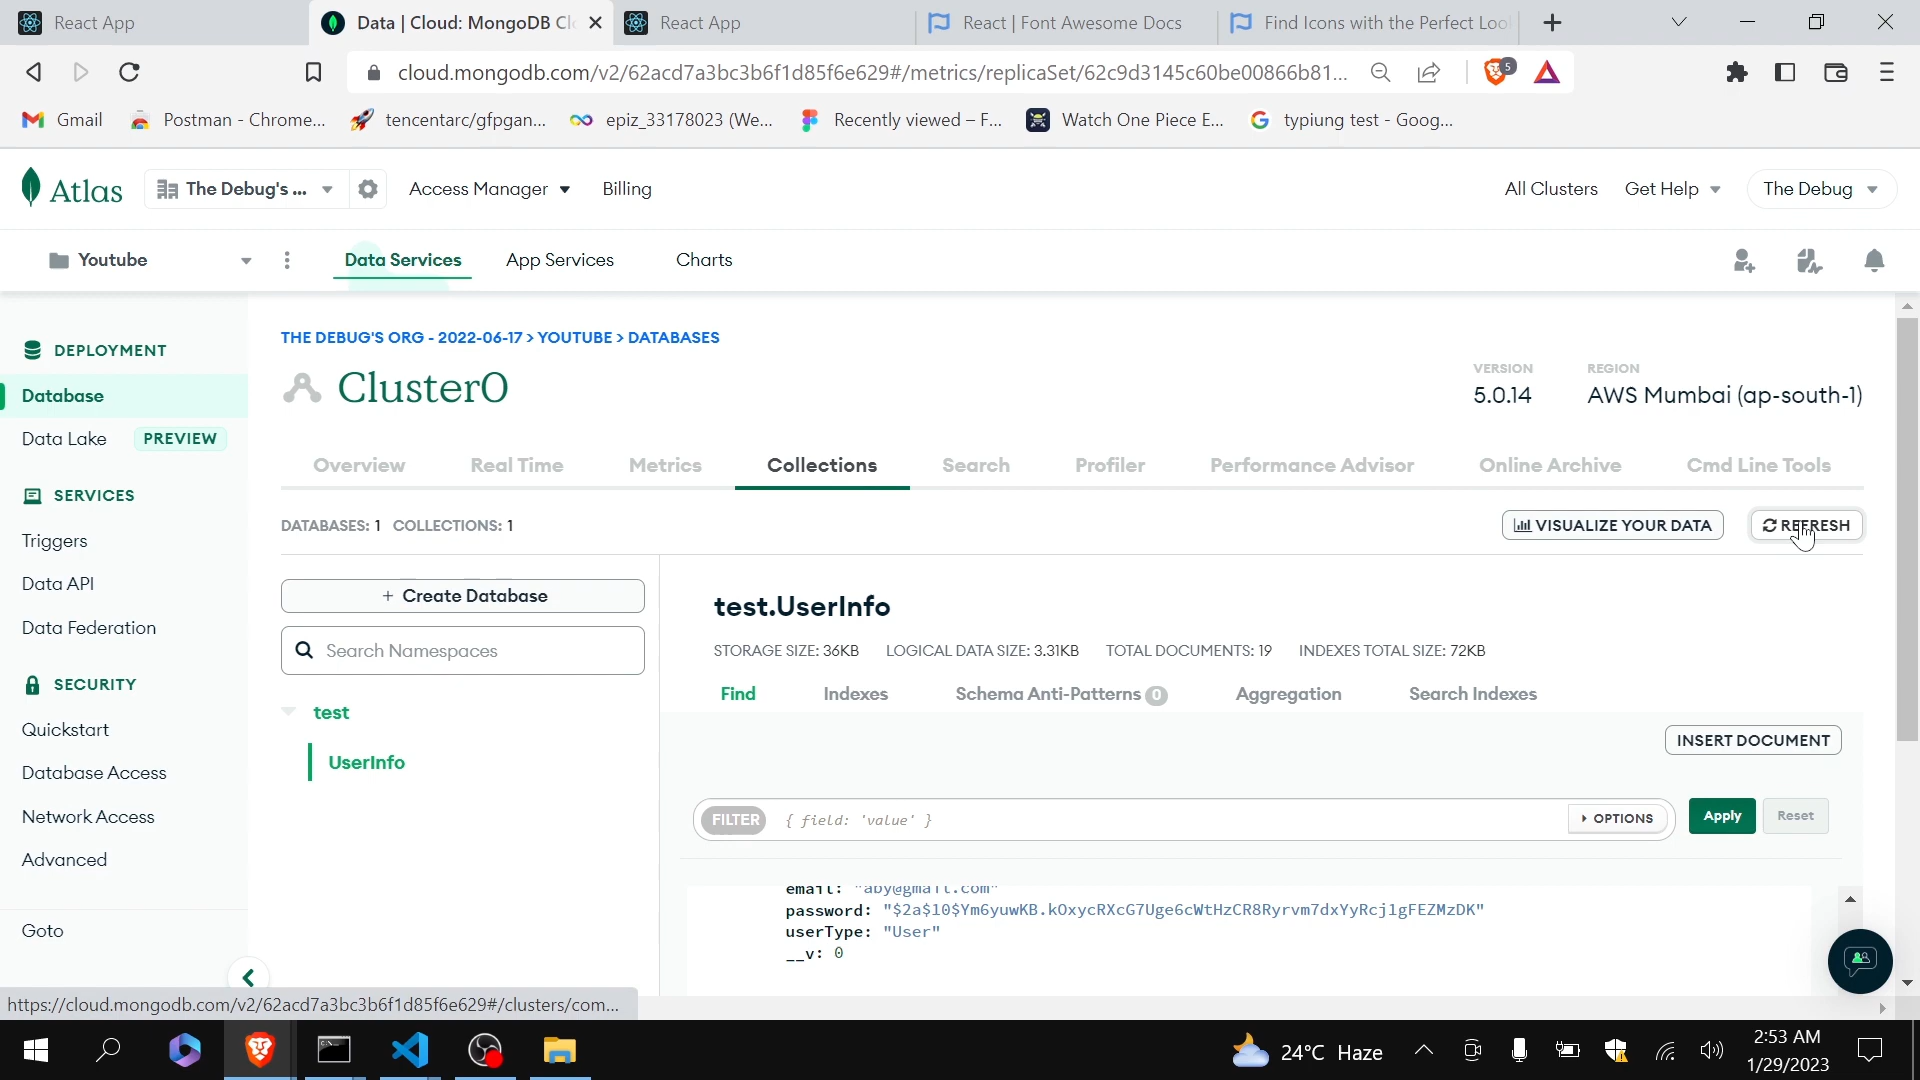 React App
Data | Cloud: MongoDB Cl
React App
React | Font Awesome Docs
Find Icons with the Perfect Loo
cloud.mongodb.com/v2/62acd7a3bc3b6f1d85f6e629#/metrics/replicaSet/62c9d3145c60be00866b81...
5
Gmail
Postman - Chrome...
tencentarc/gfpgan...
epiz_33178023 (We...
Recently viewed – F...
Watch One Piece E...
typiung test - Goog...
Atlas
The Debug's ...
Access Manager
Billing
All Clusters
Get Help
The Debug
Youtube
Data Services
App Services
Charts
DEPLOYMENT
Database
Data Lake
PREVIEW
SERVICES
Triggers
Data API
Data Federation
SECURITY
Quickstart
Database Access
Network Access
Advanced
Goto
THE DEBUG'S ORG - 2022-06-17 > YOUTUBE > DATABASES
Cluster0
VERSION
5.0.14
REGION
AWS Mumbai (ap-south-1)
Overview
Real Time
Metrics
Collections
Search
Profiler
Performance Advisor
Online Archive
Cmd Line Tools
DATABASES: 1 COLLECTIONS: 1
VISUALIZE YOUR DATA
REFRESH
+ Create Database
Search Namespaces
test
UserInfo
test.UserInfo
STORAGE SIZE: 36KB LOGICAL DATA SIZE: 3.31KB TOTAL DOCUMENTS: 19 INDEXES TOTAL SIZE: 72KB
Find
Indexes
Schema Anti-Patterns 0
Aggregation
Search Indexes
INSERT DOCUMENT
FILTER
{ field: 'value' }
OPTIONS
Apply
Reset
email: "aby@gmail.com"
password: "$2a$10$Ym6yuwKB.kOxycRXcG7Uge6cWtHzCR8Ryrvm7dxYyRcj1gFEZMzDK"
userType: "User"
__v: 0
https://cloud.mongodb.com/v2/62acd7a3bc3b6f1d85f6e629#/clusters/com...
24°C Haze
2:53 AM
1/29/2023